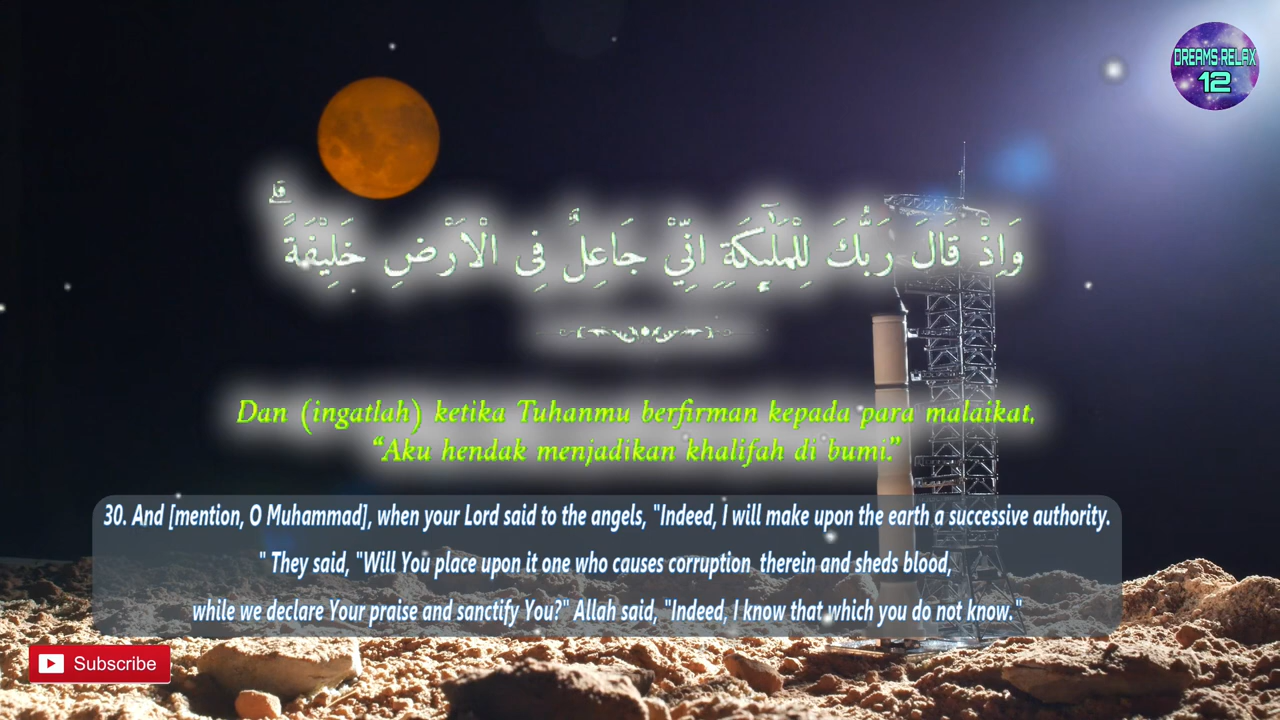 DREAMS RELAX
12
وَاِذْ قَالَ رَبُّكَ لِلْمَلٰۤىِٕكَةِ اِنِّيْ جَاعِلٌ فِى الْاَرْضِ خَلِيْفَةً ۗ
Dan (ingatlah) ketika Tuhanmu berfirman kepada para malaikat,
“Aku hendak menjadikan khalifah di bumi.”
30. And [mention, O Muhammad], when your Lord said to the angels, "Indeed, I will make upon the earth a successive authority.
" They said, "Will You place upon it one who causes corruption therein and sheds blood,
while we declare Your praise and sanctify You?" Allah said, "Indeed, I know that which you do not know."
Subscribe